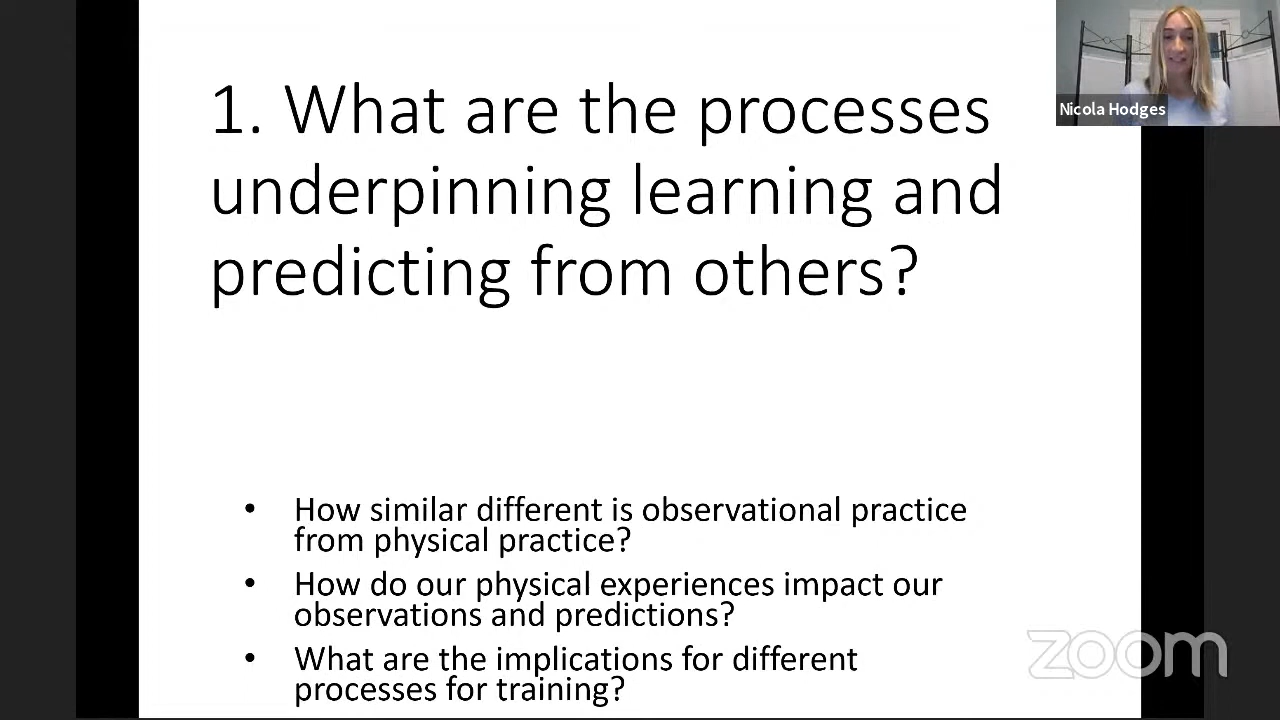 1. What are the processes
underpinning learning and
predicting from others?
Nicola Hodges
• How similar different is observational practice
from physical practice?
• How do our physical experiences impact our
observations and predictions?
• What are the implications for different
processes for training?
zoom